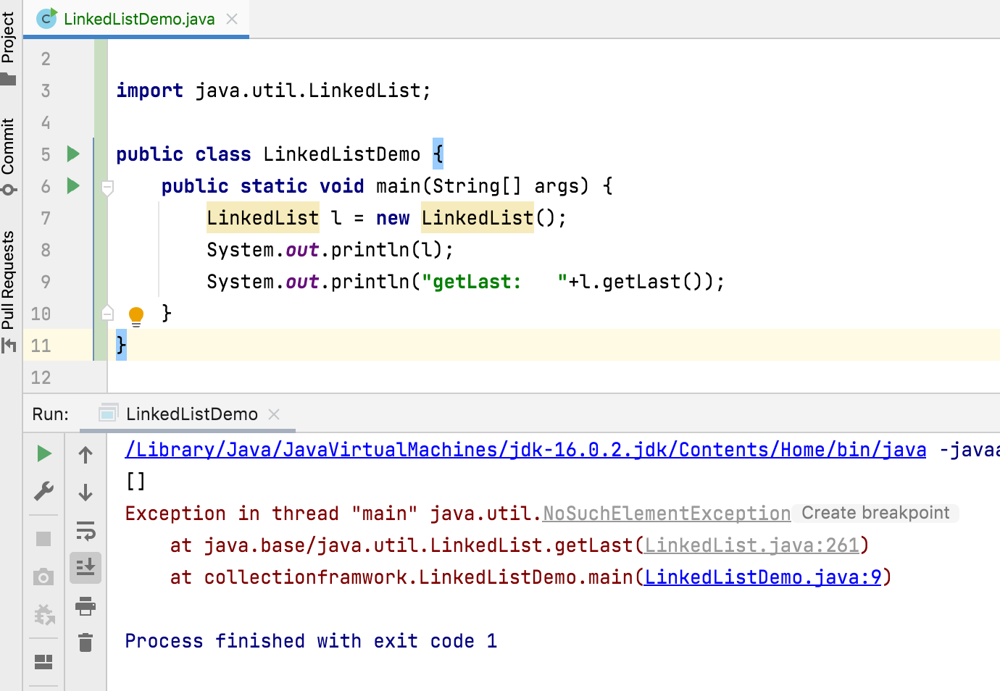 LinkedListDemo.java
Project
Commit
Pull Requests
2
3 import java.util.LinkedList;
4
5 public class LinkedListDemo {
6 public static void main(String[] args) {
7 LinkedList l = new LinkedList();
8 System.out.println(l);
9 System.out.println("getLast:   "+l.getLast());
10 }
11 }
12
Run: LinkedListDemo
/Library/Java/JavaVirtualMachines/jdk-16.0.2.jdk/Contents/Home/bin/java -java
[]
Exception in thread "main" java.util.NoSuchElementException Create breakpoint
at java.base/java.util.LinkedList.getLast(LinkedList.java:261)
at collectionframwork.LinkedListDemo.main(LinkedListDemo.java:9)
Process finished with exit code 1